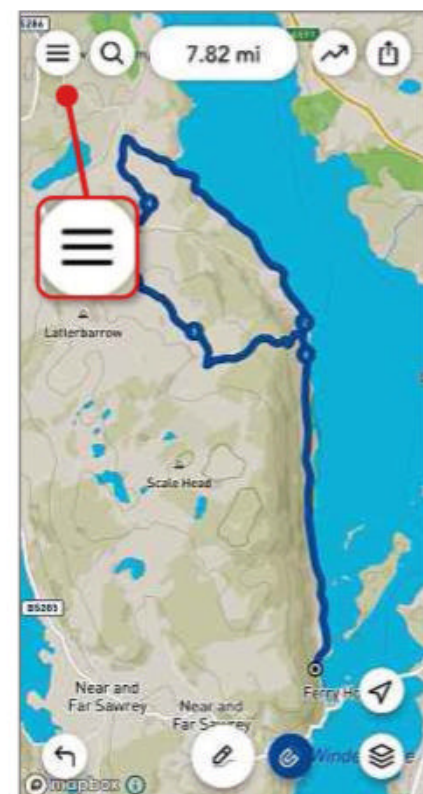 B5286
7.82 mi
Latterbarrow
Scale Head
B5285
Near and
Far Sawrey
Near and
Far Sawrey
Ferry Ho
Winde
e
mapbox